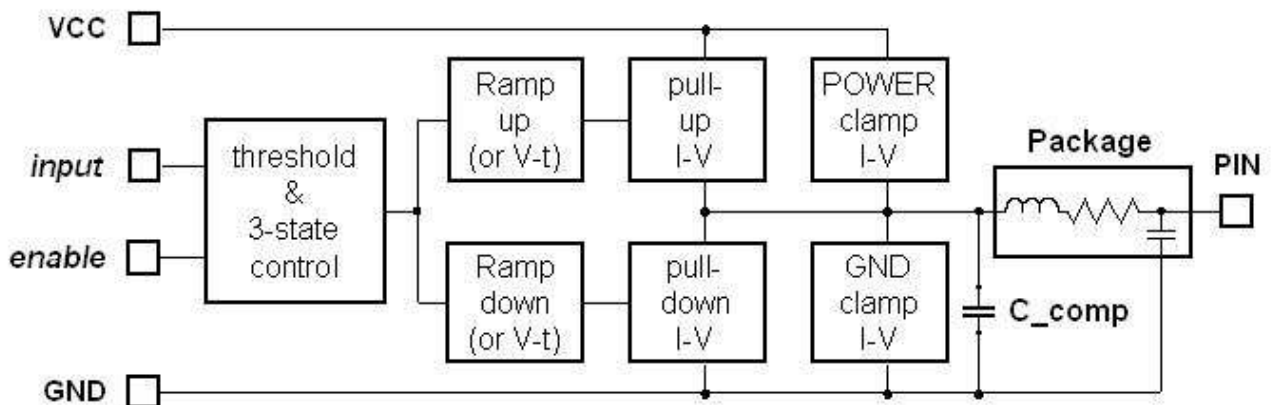 VCC
Ramp
up
(or V-t)
pull-
up
I-V
POWER
clamp
I-V
Package
PIN
input
threshold
&
3-state
control
enable
Ramp
down
(or V-t)
pull-
down
I-V
GND
clamp
I-V
C_comp
GND